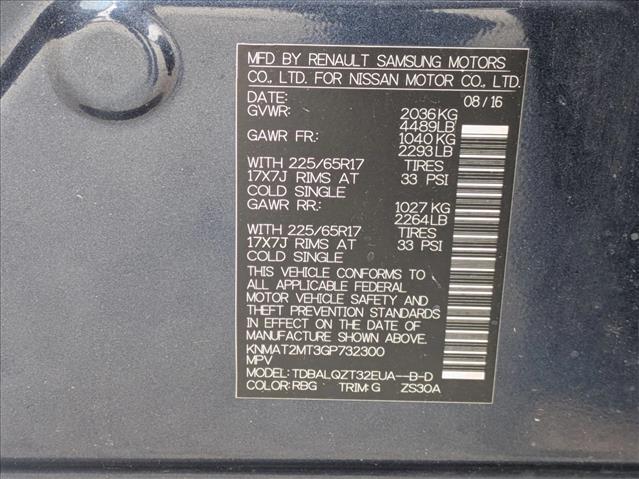 MFD BY RENAULT SAMSUNG MOTORS
CO., LTD. FOR NISSAN MOTOR CO., LTD.
DATE: 08/16
GVWR: 2036KG
4489LB
GAWR FR: 1040 KG
2293LB
WITH 225/65R17 TIRES
17X7J RIMS AT 33 PSI
COLD SINGLE
GAWR RR: 1027 KG
2264LB
WITH 225/65R17 TIRES
17X7J RIMS AT 33 PSI
COLD SINGLE
THIS VEHICLE CONFORMS TO
ALL APPLICABLE FEDERAL
MOTOR VEHICLE SAFETY AND
THEFT PREVENTION STANDARDS
IN EFFECT ON THE DATE OF
MANUFACTURE SHOWN ABOVE.
KNMAT2MT3GP732300
MPV
MODEL: TDBALQZT32EUA--B-D
COLOR:RBG TRIM:G ZS30A